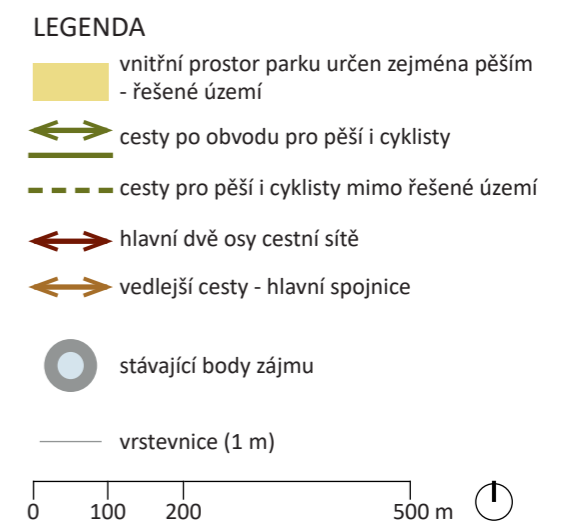 LEGENDA
vnitřní prostor parku určen zejména pěším
- řešené území
cesty po obvodu pro pěší i cyklisty
cesty pro pěší i cyklisty mimo řešené území
hlavní dvě osy cestní sítě
vedlejší cesty - hlavní spojnice
stávající body zájmu
vrstevnice (1 m)
0 100 200 500 m